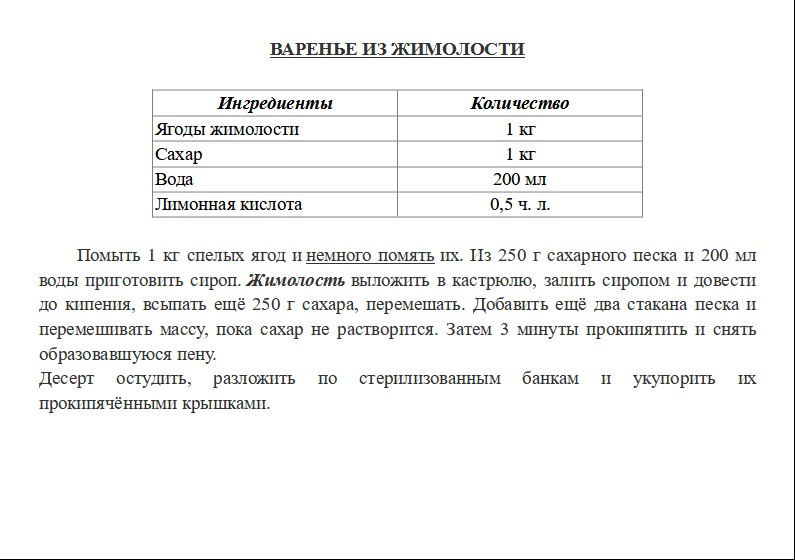 ВАРЕНЬЕ ИЗ ЖИМОЛОСТИ
Ингредиенты Количество
Ягоды жимолости 1 кг
Сахар 1 кг
Вода 200 мл
Лимонная кислота 0,5 ч. л.
Помыть 1 кг спелых ягод и немного помять их. Из 250 г сахарного песка и 200 мл
воды приготовить сироп. Жимолость выложить в кастрюлю, залить сиропом и довести
до кипения, всыпать ещё 250 г сахара, перемешать. Добавить ещё два стакана песка и
перемешивать массу, пока сахар не растворится. Затем 3 минуты прокипятить и снять
образовавшуюся пену.
Десерт остудить, разложить по стерилизованным банкам и укупорить их
прокипячёнными крышками.